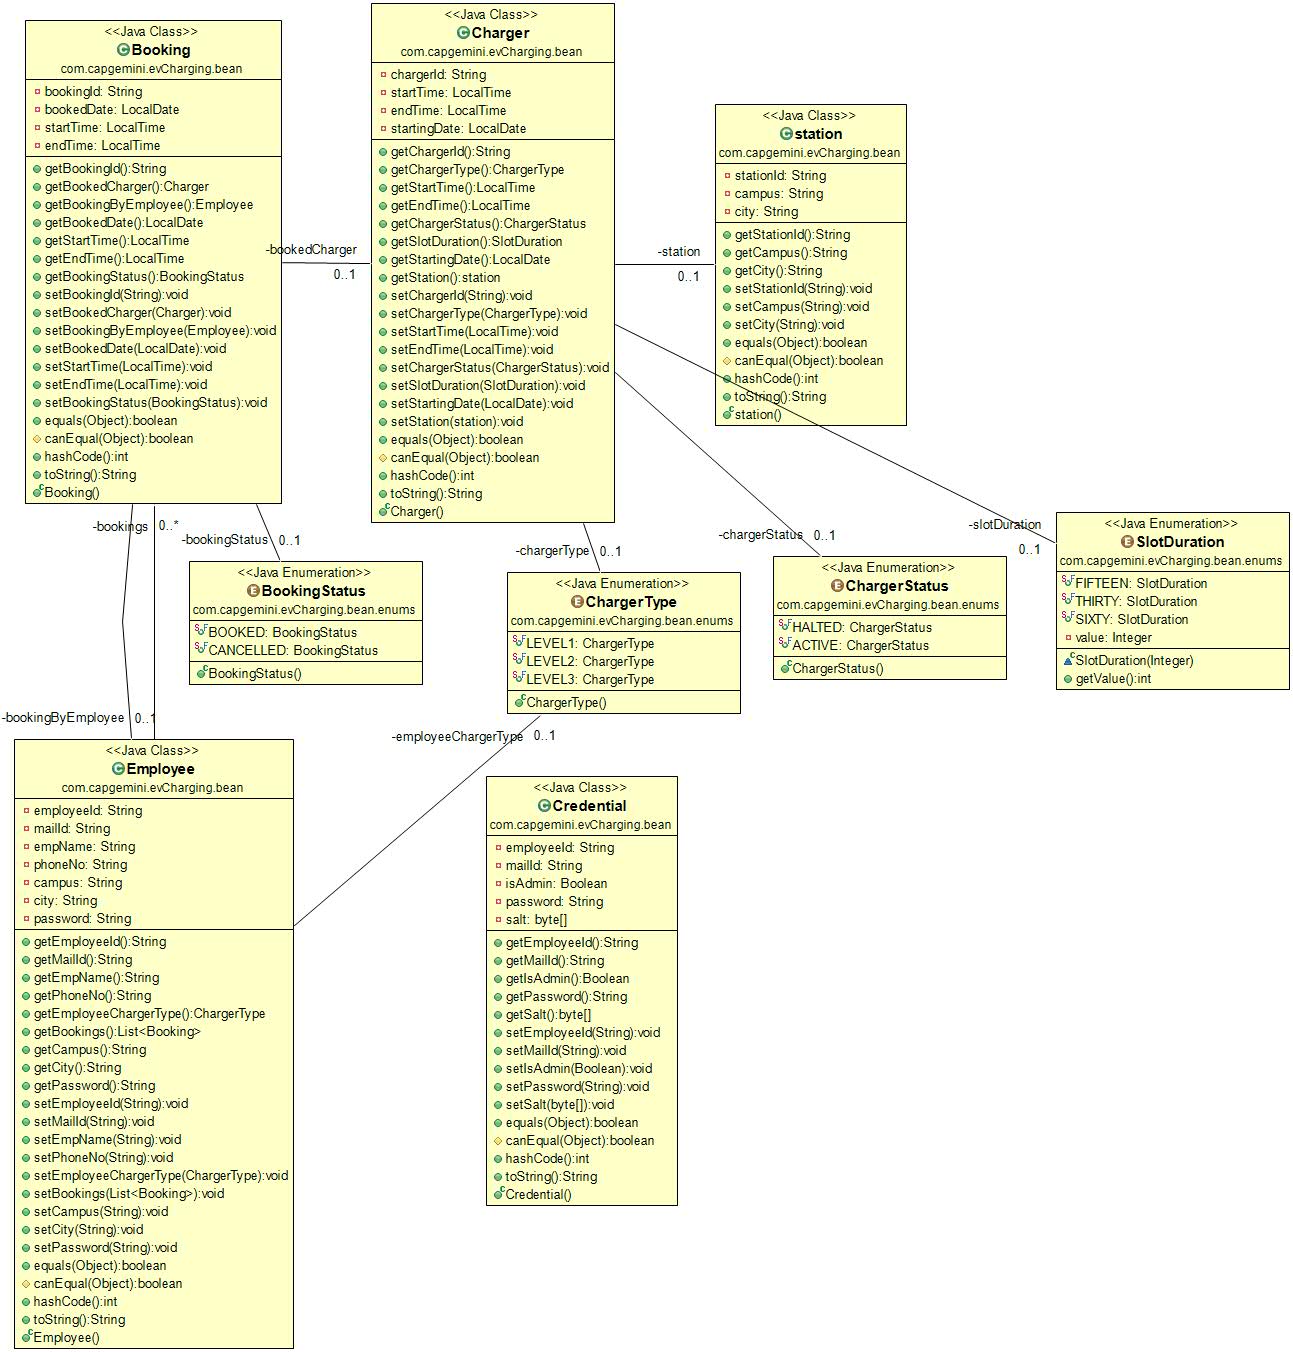 <<Java Class>>
Booking
com.capgemini.evCharging.bean
bookingId: String
bookedDate: LocalDate
startTime: LocalTime
endTime: LocalTime
getBookingId():String
getBookedCharger():Charger
getBookingByEmployee():Employee
getBookedDate():LocalDate
getStartTime():LocalTime
getEndTime():LocalTime
getBookingStatus():BookingStatus
setBookingId(String):void
setBookedCharger(Charger):void
setBookingByEmployee(Employee):void
setBookedDate(LocalDate):void
setStartTime(LocalTime):void
setEndTime(LocalTime):void
setBookingStatus(BookingStatus):void
equals(Object):boolean
canEqual(Object):boolean
hashCode():int
toString():String
Booking()
-bookedCharger
0..1
<<Java Class>>
Charger
com.capgemini.evCharging.bean
chargerId: String
startTime: LocalTime
endTime: LocalTime
startingDate: LocalDate
getChargerId():String
getChargerType():ChargerType
getStartTime():LocalTime
getEndTime():LocalTime
getChargerStatus():ChargerStatus
getSlotDuration():SlotDuration
getStartingDate():LocalDate
getStation():station
setChargerId(String):void
setChargerType(ChargerType):void
setStartTime(LocalTime):void
setEndTime(LocalTime):void
setChargerStatus(ChargerStatus):void
setSlotDuration(SlotDuration):void
setStartingDate(LocalDate):void
setStation(station):void
equals(Object):boolean
canEqual(Object):boolean
hashCode():int
toString():String
Charger()
-station
0..1
<<Java Class>>
station
com.capgemini.evCharging.bean
stationId: String
campus: String
city: String
getStationId():String
getCampus():String
getCity():String
setStationId(String):void
setCampus(String):void
setCity(String):void
equals(Object):boolean
canEqual(Object):boolean
hashCode():int
toString():String
station()
-bookings 0..*
-bookingStatus 0..1
<<Java Enumeration>>
BookingStatus
com.capgemini.evCharging.bean.enums
BOOKED: BookingStatus
CANCELLED: BookingStatus
BookingStatus()
-chargerType 0..1
<<Java Enumeration>>
ChargerType
com.capgemini.evCharging.bean.enums
LEVEL1: ChargerType
LEVEL2: ChargerType
LEVEL3: ChargerType
ChargerType()
-chargerStatus 0..1
<<Java Enumeration>>
ChargerStatus
com.capgemini.evCharging.bean.enums
HALTED: ChargerStatus
ACTIVE: ChargerStatus
ChargerStatus()
-slotDuration
0..1
<<Java Enumeration>>
SlotDuration
com.capgemini.evCharging.bean.enums
FIFTEEN: SlotDuration
THIRTY: SlotDuration
SIXTY: SlotDuration
value: Integer
SlotDuration(Integer)
getValue():int
-bookingByEmployee 0..1
-employeeChargerType 0..1
<<Java Class>>
Employee
com.capgemini.evCharging.bean
employeeId: String
mailId: String
empName: String
phoneNo: String
campus: String
city: String
password: String
getEmployeeId():String
getMailId():String
getEmpName():String
getPhoneNo():String
getEmployeeChargerType():ChargerType
getBookings():List<Booking>
getCampus():String
getCity():String
getPassword():String
setEmployeeId(String):void
setMailId(String):void
setEmpName(String):void
setPhoneNo(String):void
setEmployeeChargerType(ChargerType):void
setBookings(List<Booking>):void
setCampus(String):void
setCity(String):void
setPassword(String):void
equals(Object):boolean
canEqual(Object):boolean
hashCode():int
toString():String
Employee()
<<Java Class>>
Credential
com.capgemini.evCharging.bean
employeeId: String
mailId: String
isAdmin: Boolean
password: String
salt: byte[]
getEmployeeId():String
getMailId():String
getIsAdmin():Boolean
getPassword():String
getSalt():byte[]
setEmployeeId(String):void
setMailId(String):void
setIsAdmin(Boolean):void
setPassword(String):void
setSalt(byte[]):void
equals(Object):boolean
canEqual(Object):boolean
hashCode():int
toString():String
Credential()